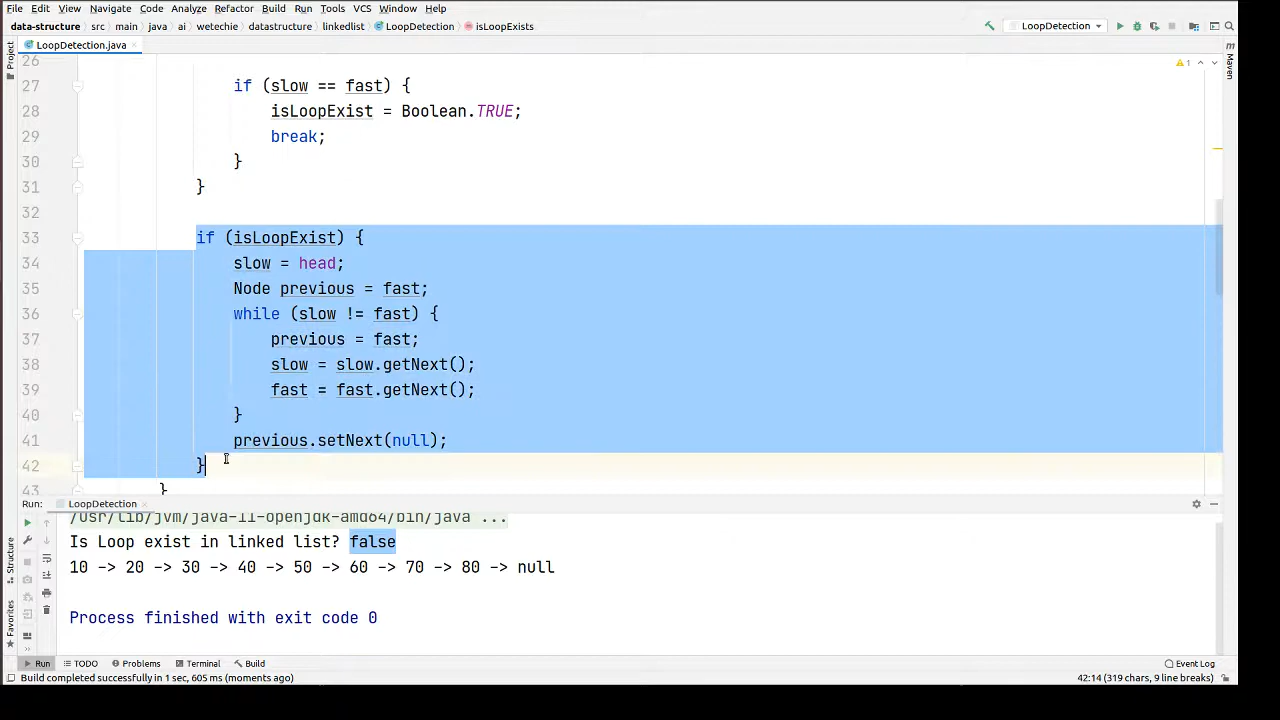 File Edit View Navigate Code Analyze Refactor Build Run Tools VCS Window Help
data-structure src main java ai wetechie datastructure linkedlist LoopDetection isLoopExists LoopDetection
LoopDetection.java
Project
Maven
26
1
27 if (slow == fast) {
28 isLoopExist = Boolean.TRUE;
29 break;
30 }
31 }
32
33 if (isLoopExist) {
34 slow = head;
35 Node previous = fast;
36 while (slow != fast) {
37 previous = fast;
38 slow = slow.getNext();
39 fast = fast.getNext();
40 }
41 previous.setNext(null);
42 }
43 }
Run: LoopDetection
/usr/lib/jvm/java-11-openjdk-amd64/bin/java ...
Is Loop exist in linked list? false
10 -> 20 -> 30 -> 40 -> 50 -> 60 -> 70 -> 80 -> null
Process finished with exit code 0
Structure
Favorites
Run TODO Problems Terminal Build Event Log
Build completed successfully in 1 sec, 605 ms (moments ago) 42:14 (319 chars, 9 line breaks)